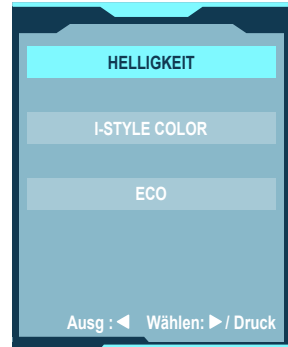 HELLIGKEIT
I-STYLE COLOR
ECO
Ausg :◀ Wählen: ▶/ Druck